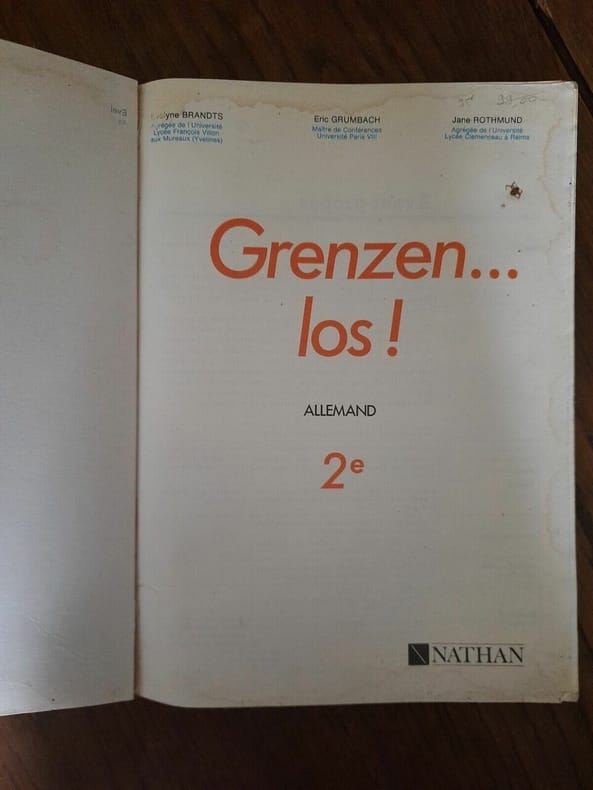 Evelyne BRANDTS
Agrégée de l'Université
Lycée François Villon
aux Mureaux (Yvelines)
Eric GRUMBACH
Maître de Conférences
Université Paris VIII
Jane ROTHMUND
Agrégée de l'Université
Lycée Clemenceau à Reims
Grenzen...
los !
ALLEMAND
2e
NATHAN